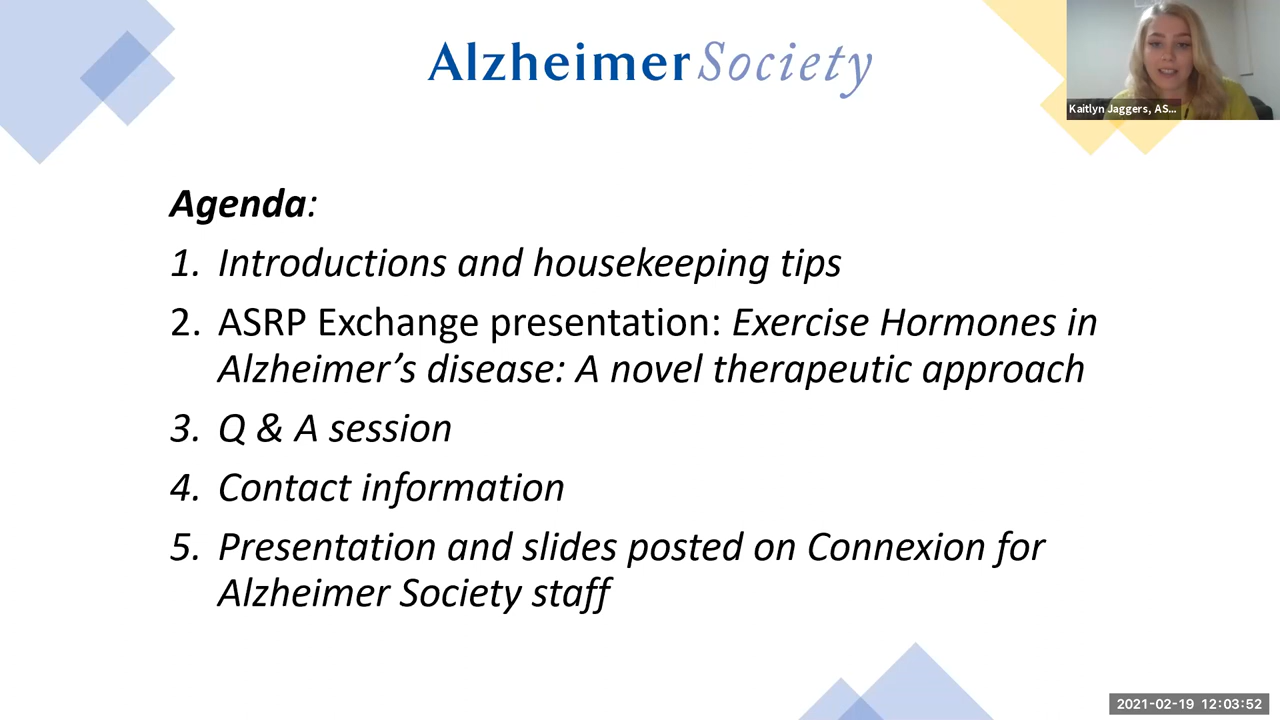 Alzheimer Society
Kaitlyn Jaggers, AS...
Agenda:
1. Introductions and housekeeping tips
2. ASRP Exchange presentation: Exercise Hormones in
Alzheimer’s disease: A novel therapeutic approach
3. Q & A session
4. Contact information
5. Presentation and slides posted on Connexion for
Alzheimer Society staff
2021-02-19 12:03:52